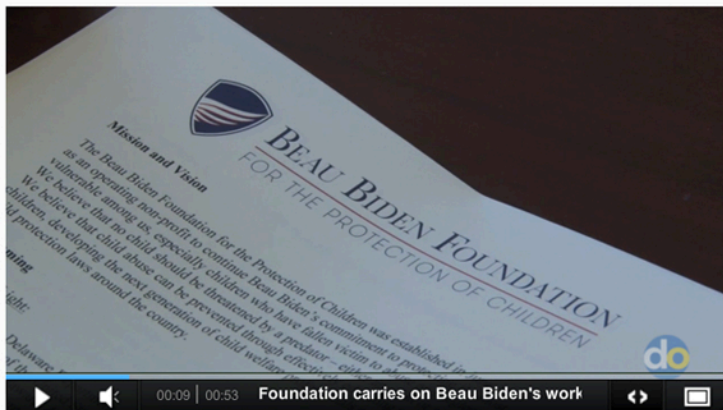 BEAU BIDEN FOUNDATION
FOR THE PROTECTION OF CHILDREN
Mission and Vision
The Beau Biden Foundation for the Protection of Children was established in
as an operating non-profit to continue Beau Biden's commitment to
vulnerable among us, especially children who have fallen victim to
We believe that no child should be threatened by a predator – either
We believe that child abuse can be prevented through
children, developing the next generation of child welfare
protection laws around the country.
Delaware
of
do
00:09 | 00:53 Foundation carries on Beau Biden's work